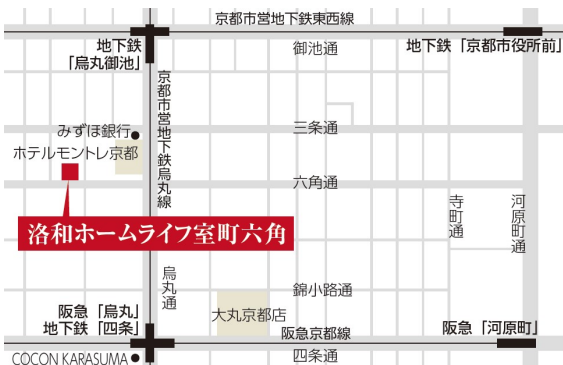 京都市営地下鉄東西線
地下鉄
「烏丸御池」
御池通
地下鉄「京都市役所前」
京都市営地下鉄烏丸線
みずほ銀行
三条通
ホテルモントレ京都
六角通
洛和ホームライフ室町六角
寺町通
河原町通
烏丸通
錦小路通
大丸京都店
阪急「烏丸」
地下鉄「四条」
阪急京都線
阪急「河原町」
四条通
COCON KARASUMA